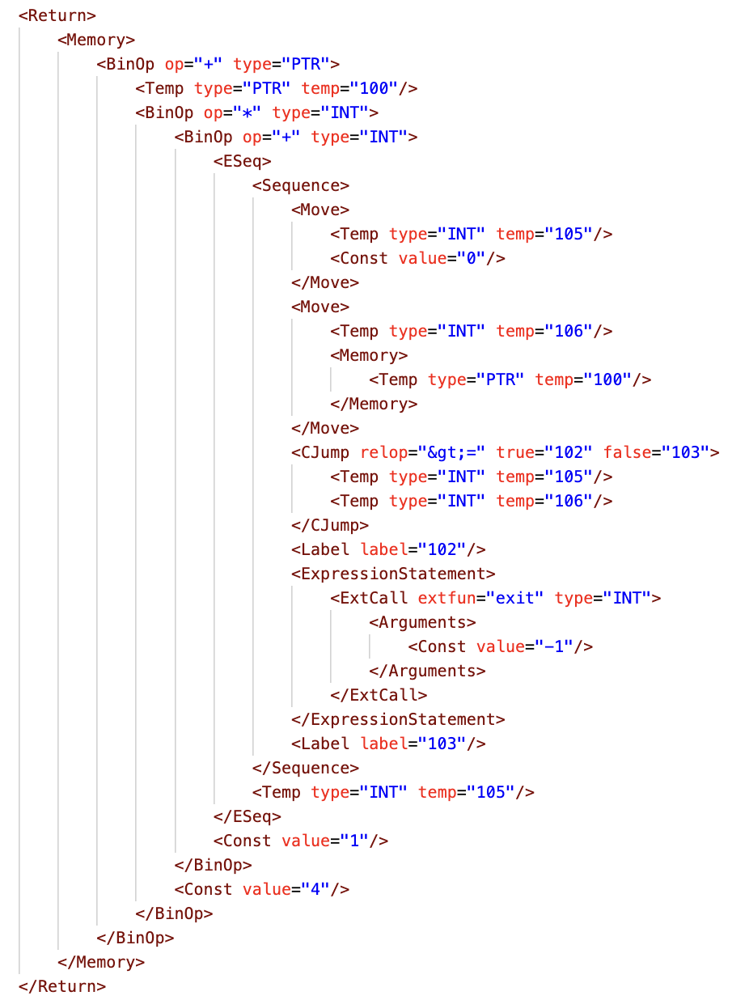 <Return>
<Memory>
<BinOp op="+" type="PTR">
<Temp type="PTR" temp="100"/>
<BinOp op="*" type="INT">
<BinOp op="+" type="INT">
<ESeq>
<Sequence>
<Move>
<Temp type="INT" temp="105"/>
<Const value="0"/>
</Move>
<Move>
<Temp type="INT" temp="106"/>
<Memory>
<Temp type="PTR" temp="100"/>
</Memory>
</Move>
<CJump relop="&gt;=" true="102" false="103">
<Temp type="INT" temp="105"/>
<Temp type="INT" temp="106"/>
</CJump>
<Label label="102"/>
<ExpressionStatement>
<ExtCall extfun="exit" type="INT">
<Arguments>
<Const value="-1"/>
</Arguments>
</ExtCall>
</ExpressionStatement>
<Label label="103"/>
</Sequence>
<Temp type="INT" temp="105"/>
</ESeq>
<Const value="1"/>
</BinOp>
<Const value="4"/>
</BinOp>
</BinOp>
</Memory>
</Return>